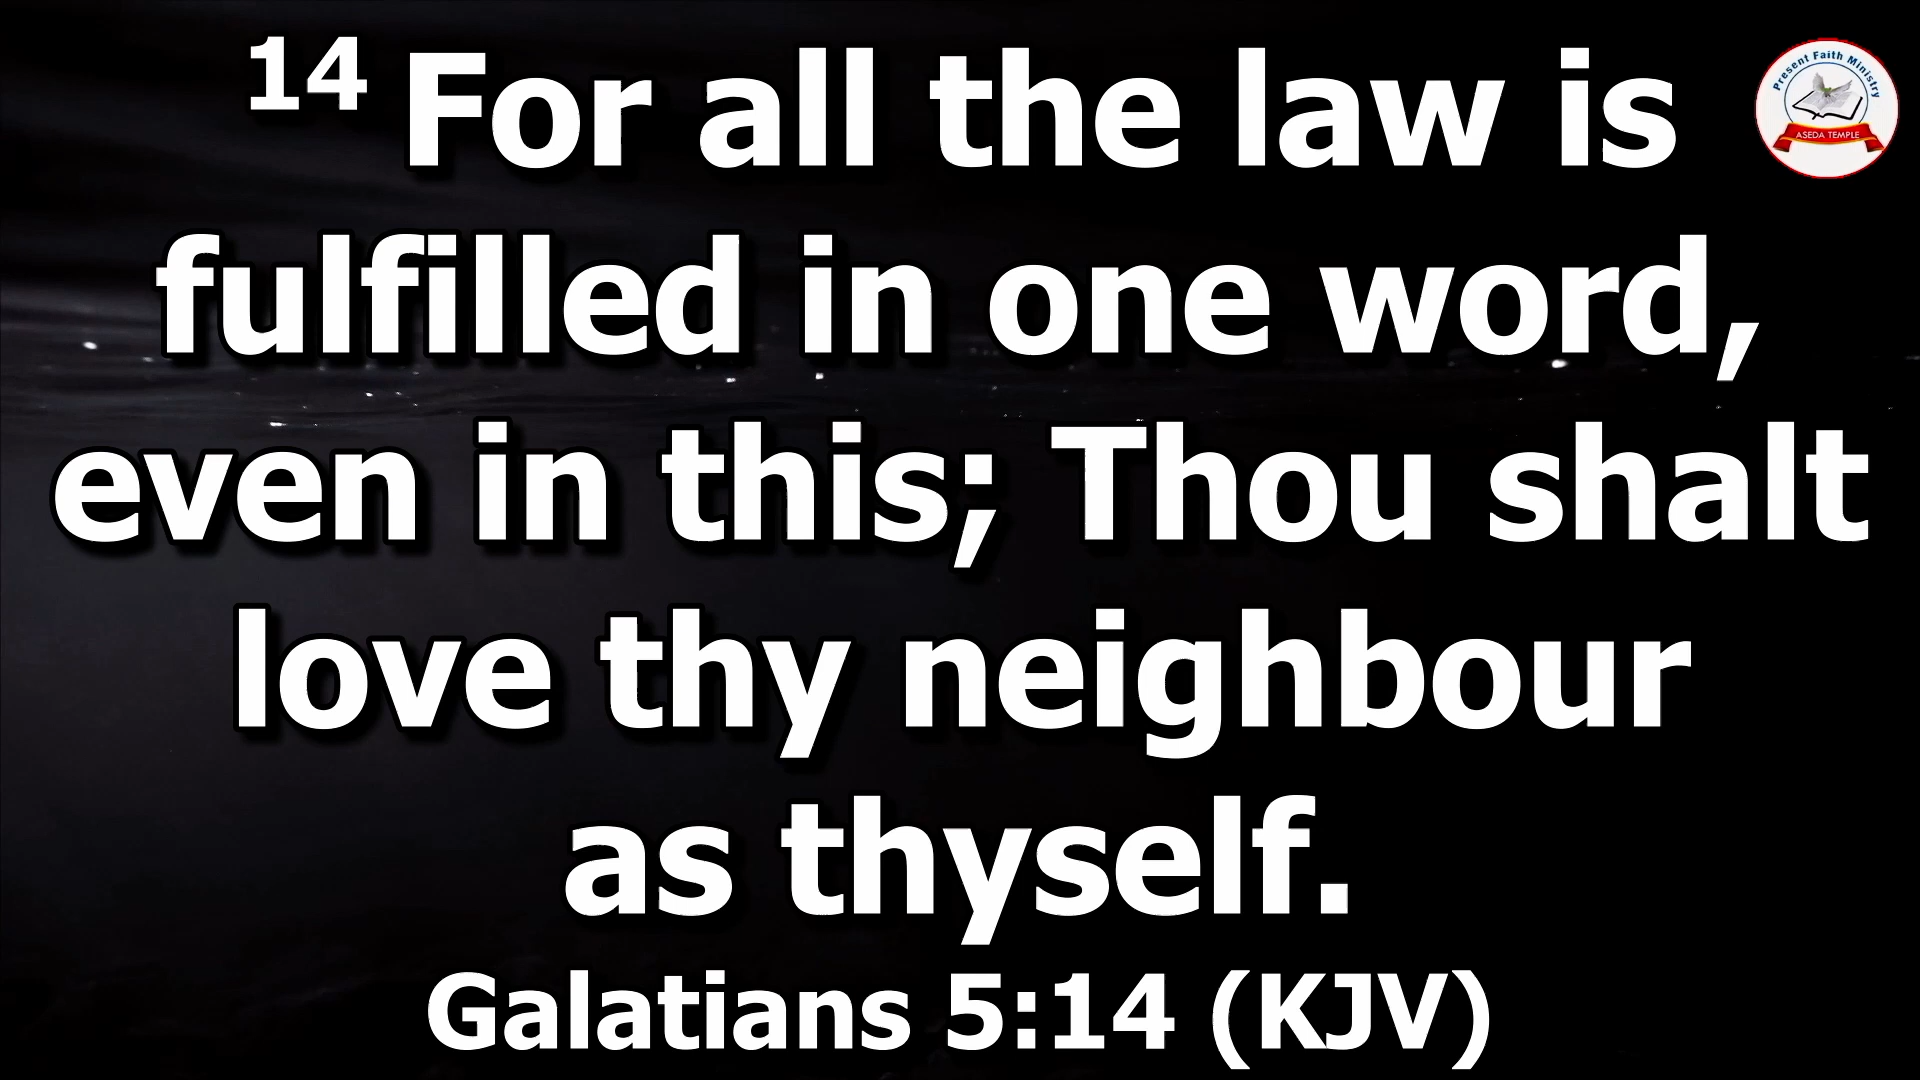 14 For all the law is
fulfilled in one word,
even in this; Thou shalt
love thy neighbour
as thyself.
Galatians 5:14 (KJV)
Present Faith Ministry
ASEDA TEMPLE